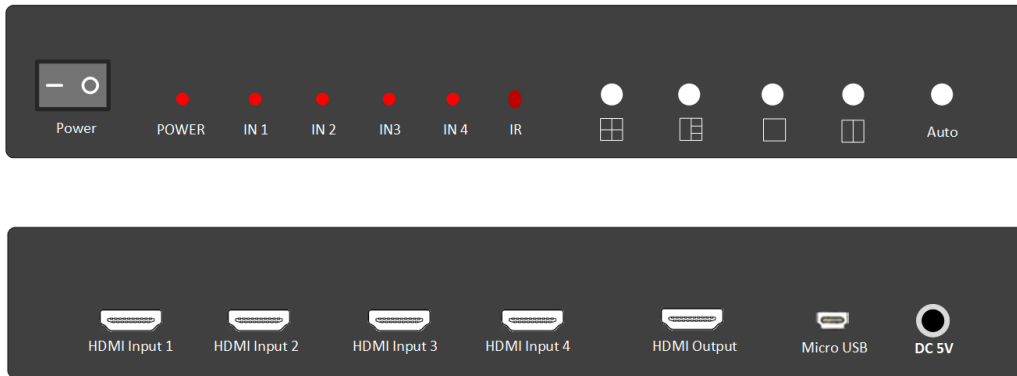 Power
POWER
IN 1
IN 2
IN3
IN 4
IR
Auto
HDMI Input 1
HDMI Input 2
HDMI Input 3
HDMI Input 4
HDMI Output
Micro USB
DC 5V